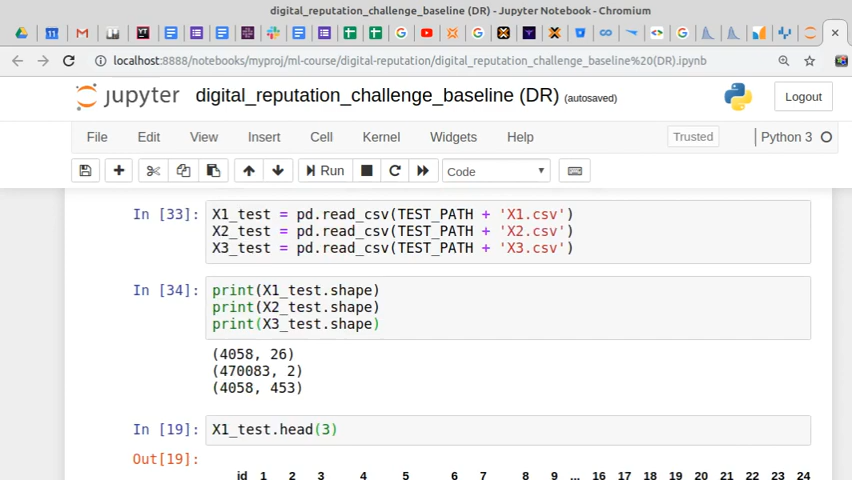 digital_reputation_challenge_baseline (DR) - Jupyter Notebook - Chromium
localhost:8888/notebooks/myproj/ml-course/digital-reputation/digital_reputation_challenge_baseline%20(DR).ipynb
jupyter digital_reputation_challenge_baseline (DR) (autosaved) Logout
File Edit View Insert Cell Kernel Widgets Help Trusted Python 3
Run Code
In [33]: X1_test = pd.read_csv(TEST_PATH + 'X1.csv')
X2_test = pd.read_csv(TEST_PATH + 'X2.csv')
X3_test = pd.read_csv(TEST_PATH + 'X3.csv')
In [34]: print(X1_test.shape)
print(X2_test.shape)
print(X3_test.shape)
(4058, 26)
(470083, 2)
(4058, 453)
In [19]: X1_test.head(3)
Out[19]:
id 1 2 3 4 5 6 7 8 9 ... 16 17 18 19 20 21 22 23 24